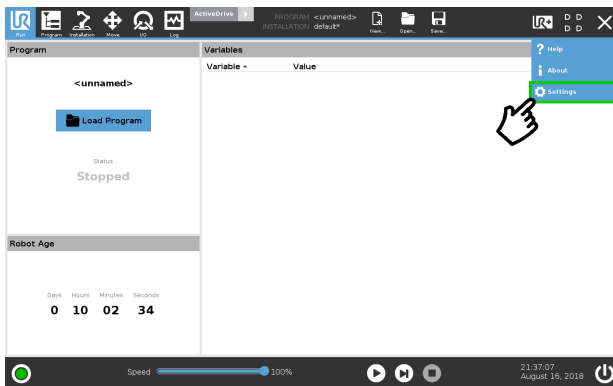 UR
Run
Program
Installation
Move
I/O
Log
ActiveDrive
PROGRAM <unnamed>
INSTALLATION default*
New...
Open...
Save...
UR+
D D
D D
Program
Variables
Variable
Value
<unnamed>
Load Program
Status
Stopped
Robot Age
Days Hours Minutes Seconds
0 10 02 34
? Help
i About
Settings
Speed
100%
21:37:07
August 16, 2018